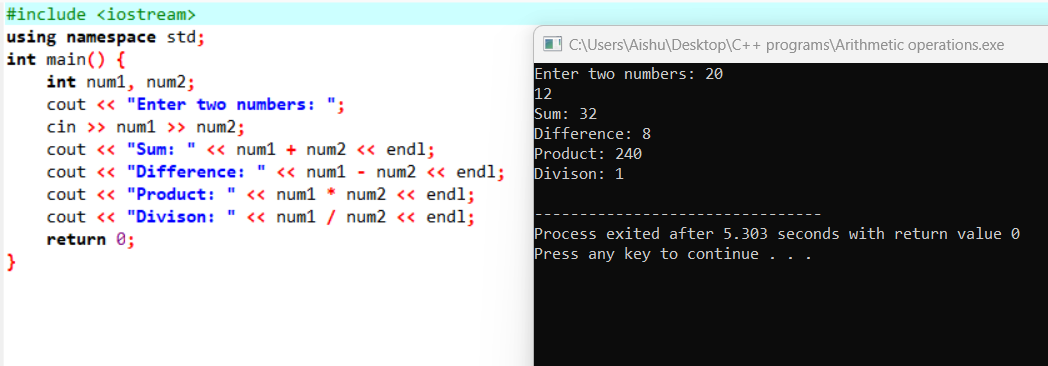 #include <iostream>
using namespace std;
int main() {
    int num1, num2;
    cout << "Enter two numbers: ";
    cin >> num1 >> num2;
    cout << "Sum: " << num1 + num2 << endl;
    cout << "Difference: " << num1 - num2 << endl;
    cout << "Product: " << num1 * num2 << endl;
    cout << "Divison: " << num1 / num2 << endl;
    return 0;
}
C:\Users\Aishu\Desktop\C++ programs\Arithmetic operations.exe
Enter two numbers: 20
12
Sum: 32
Difference: 8
Product: 240
Divison: 1
--------------------------------
Process exited after 5.303 seconds with return value 0
Press any key to continue . . .